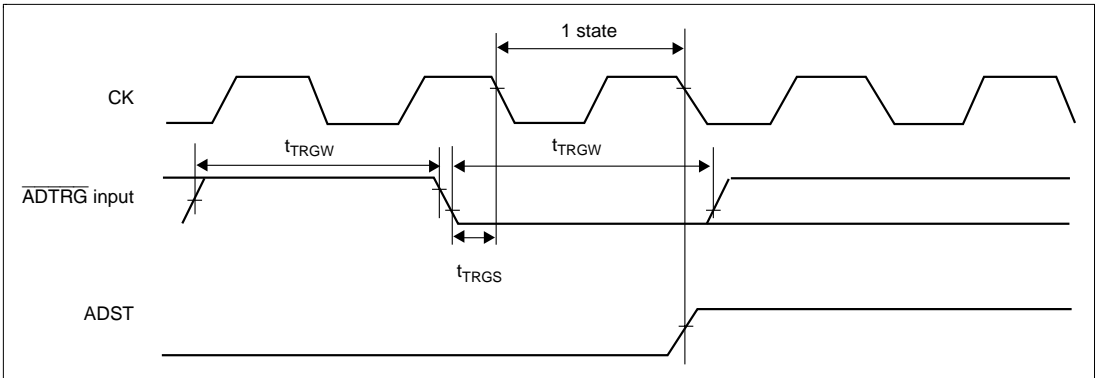 1 state
CK
tTRGW
tTRGW
ADTRG input
tTRGS
ADST